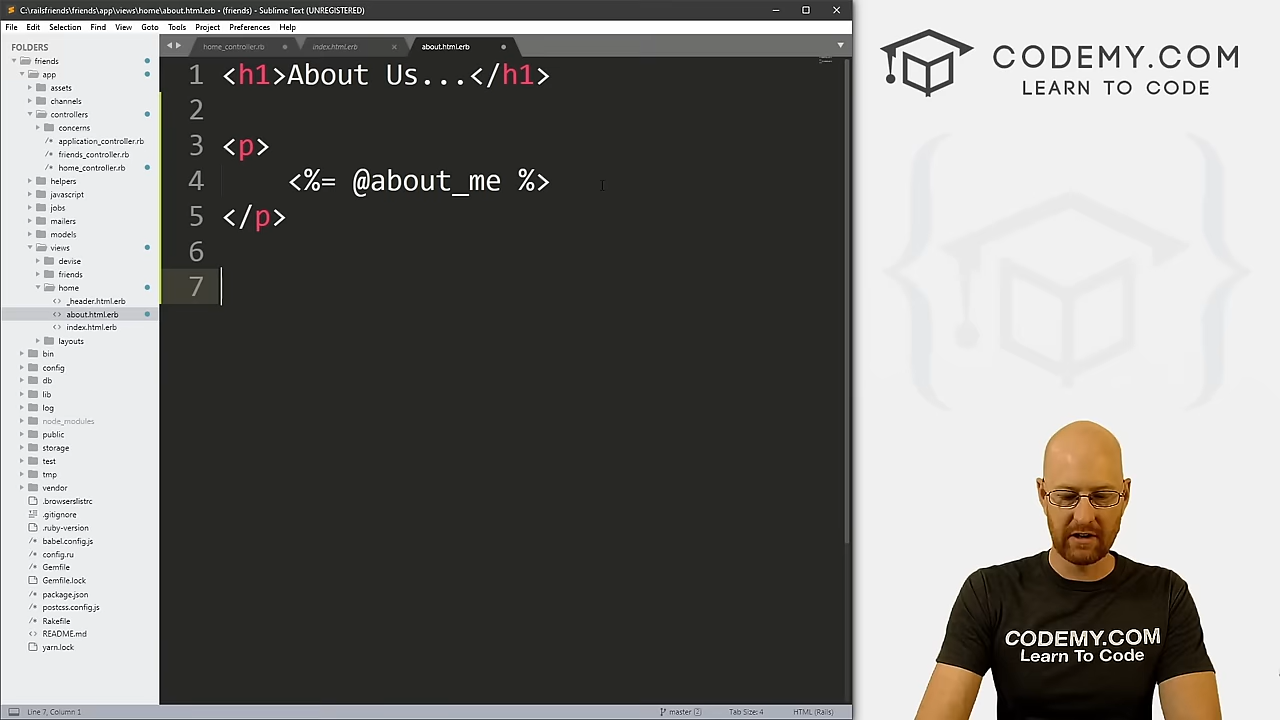 C:\railsfriends\friends\app\views\home\about.html.erb • (friends) - Sublime Text (UNREGISTERED)
File Edit Selection Find View Goto Tools Project Preferences Help
FOLDERS
friends
app
assets
channels
controllers
concerns
application_controller.rb
friends_controller.rb
home_controller.rb
helpers
javascript
jobs
mailers
models
views
devise
friends
home
_header.html.erb
about.html.erb
index.html.erb
layouts
bin
config
db
lib
log
node_modules
public
storage
test
tmp
vendor
.browserslistrc
.gitignore
.ruby-version
babel.config.js
config.ru
Gemfile
Gemfile.lock
package.json
postcss.config.js
Rakefile
README.md
yarn.lock
home_controller.rb index.html.erb about.html.erb
1 <h1>About Us...</h1>
2
3 <p>
4 <%= @about_me %>
5 </p>
6
7
Line 7, Column 1 master 2 Tab Size: 4 HTML (Rails)
CODEMY.COM
LEARN TO CODE
CODEMY.COM
Learn To Code